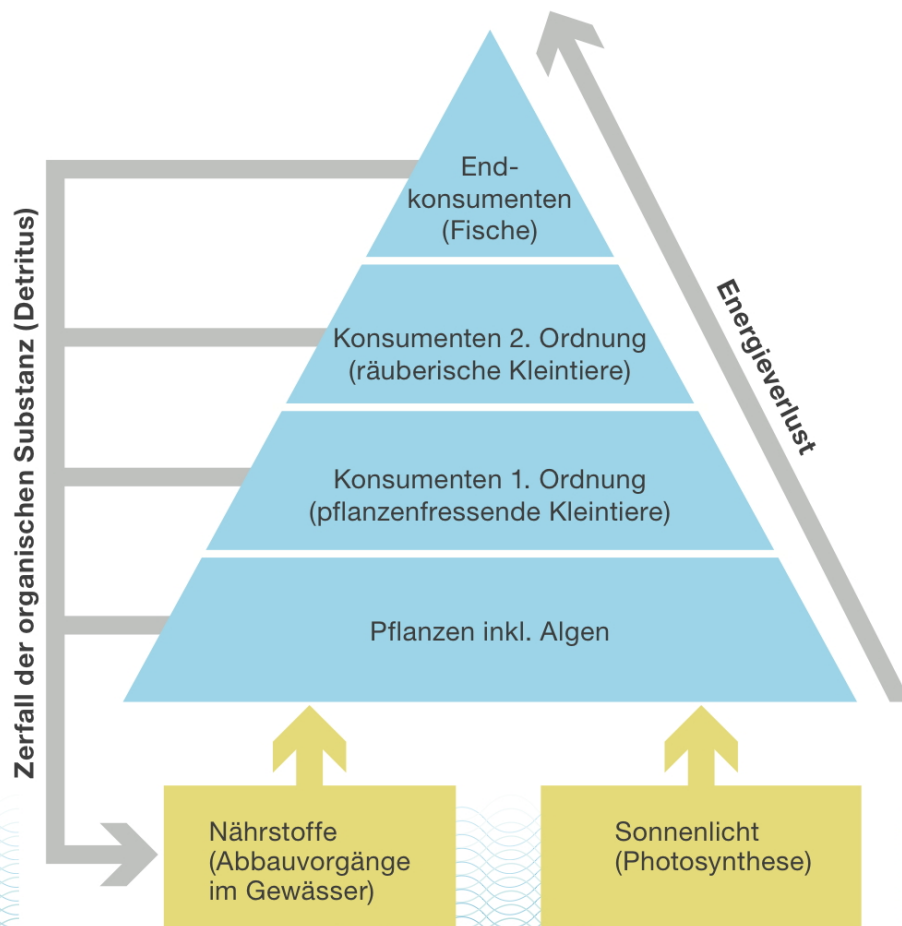 End-
konsumenten
(Fische)
Konsumenten 2. Ordnung
(räuberische Kleintiere)
Konsumenten 1. Ordnung
(pflanzenfressende Kleintiere)
Pflanzen inkl. Algen
Zerfall der organischen Substanz (Detritus)
Energieverlust
Nährstoffe
(Abbauvorgänge
im Gewässer)
Sonnenlicht
(Photosynthese)